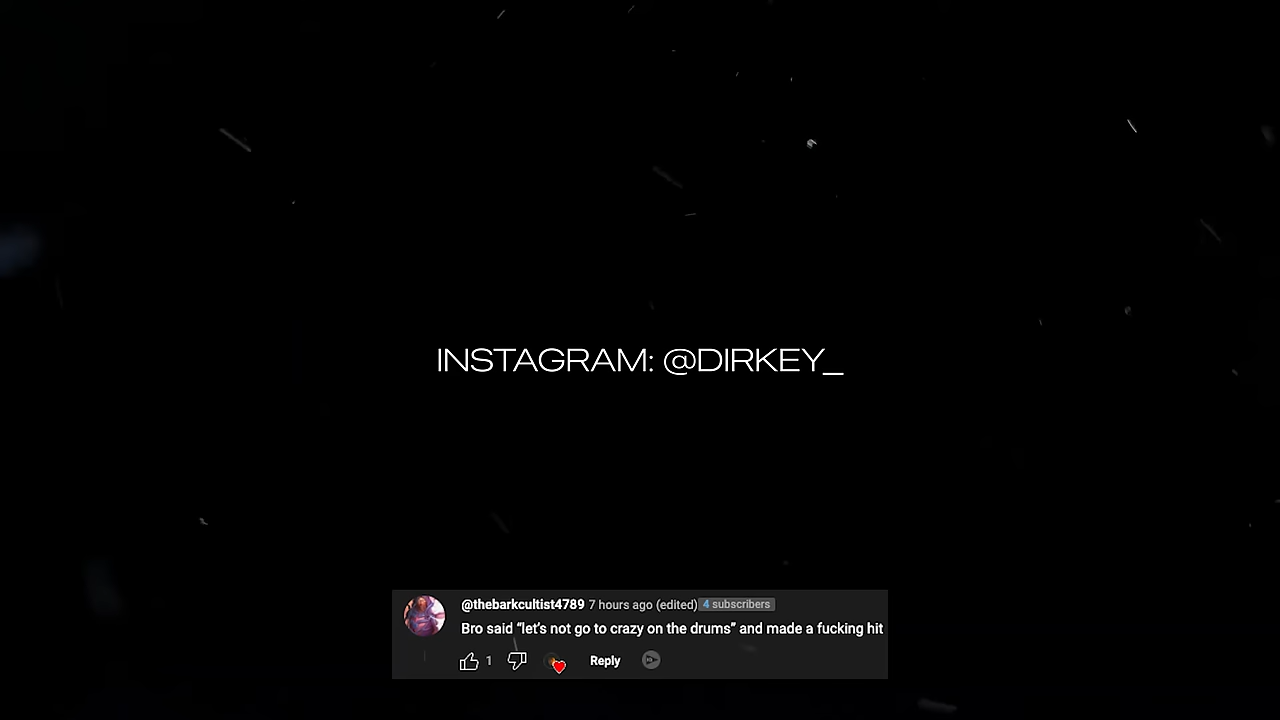 INSTAGRAM: @DIRKEY_
@thebarkcultist4789 7 hours ago (edited) 4 subscribers
Bro said “let’s not go to crazy on the drums” and made a fucking hit
1 Reply